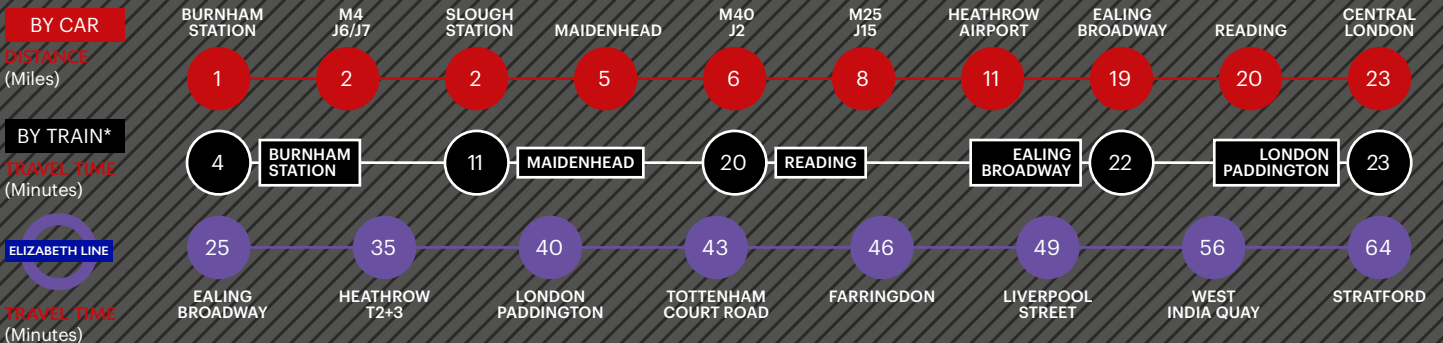 BY CAR
DISTANCE
(Miles)
BURNHAM
STATION
M4
J6/J7
SLOUGH
STATION
MAIDENHEAD
M40
J2
M25
J15
HEATHROW
AIRPORT
EALING
BROADWAY
READING
CENTRAL
LONDON
1
2
2
5
6
8
11
19
20
23
BY TRAIN*
TRAVEL TIME
(Minutes)
4
BURNHAM
STATION
11
MAIDENHEAD
20
READING
EALING
BROADWAY
22
LONDON
PADDINGTON
23
ELIZABETH LINE
TRAVEL TIME
(Minutes)
25
35
40
43
46
49
56
64
EALING
BROADWAY
HEATHROW
T2+3
LONDON
PADDINGTON
TOTTENHAM
COURT ROAD
FARRINGDON
LIVERPOOL
STREET
WEST
INDIA QUAY
STRATFORD